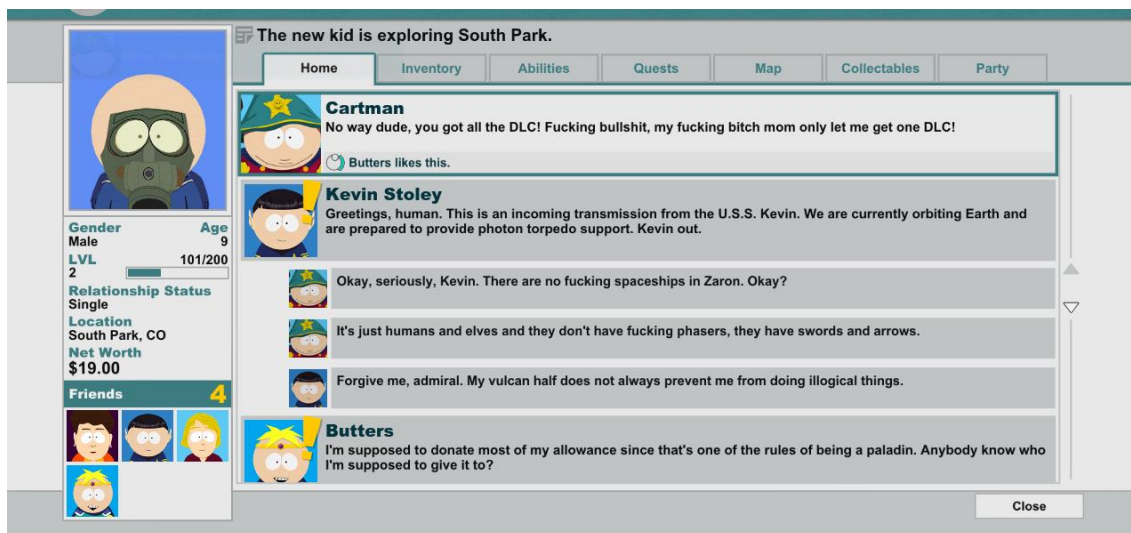 The new kid is exploring South Park.
Home
Inventory
Abilities
Quests
Map
Collectables
Party
Cartman
No way dude, you got all the DLC! Fucking bullshit, my fucking bitch mom only let me get one DLC!
Butters likes this.
Kevin Stoley
Greetings, human. This is an incoming transmission from the U.S.S. Kevin. We are currently orbiting Earth and
are prepared to provide photon torpedo support. Kevin out.
Okay, seriously, Kevin. There are no fucking spaceships in Zaron. Okay?
It's just humans and elves and they don't have fucking phasers, they have swords and arrows.
Forgive me, admiral. My vulcan half does not always prevent me from doing illogical things.
Butters
I'm supposed to donate most of my allowance since that's one of the rules of being a paladin. Anybody know who
I'm supposed to give it to?
Gender Age
Male 9
LVL 101/200
2
Relationship Status
Single
Location
South Park, CO
Net Worth
$19.00
Friends 4
Close